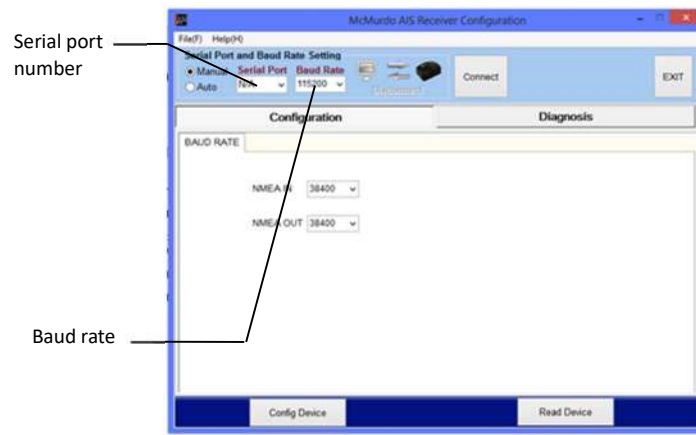 McMurdo AIS Receiver Configuration
File(F) Help(H)
Serial port
number
Serial Port and Baud Rate Setting
Manual Serial Port Baud Rate
Auto N/A 115200
Disconnect
Connect
EXIT
Configuration
Diagnosis
BAUD RATE
NMEA IN 38400
NMEA OUT 38400
Baud rate
Config Device
Read Device